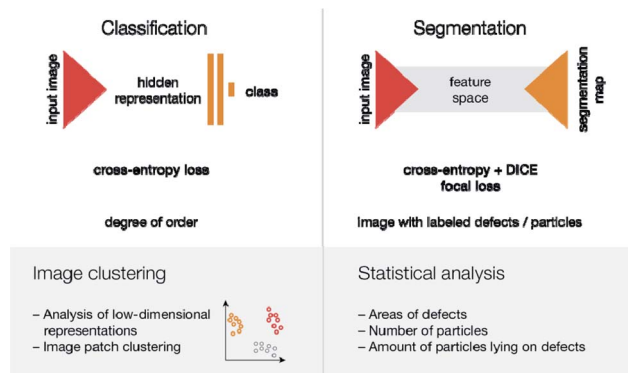 Classification
input image
hidden
representation
class
cross-entropy loss
degree of order
Segmentation
input image
feature
space
segmentation
map
cross-entropy + DICE
focal loss
Image with labeled defects / particles
Image clustering
– Analysis of low-dimensional
representations
– Image patch clustering
Statistical analysis
– Areas of defects
– Number of particles
– Amount of particles lying on defects